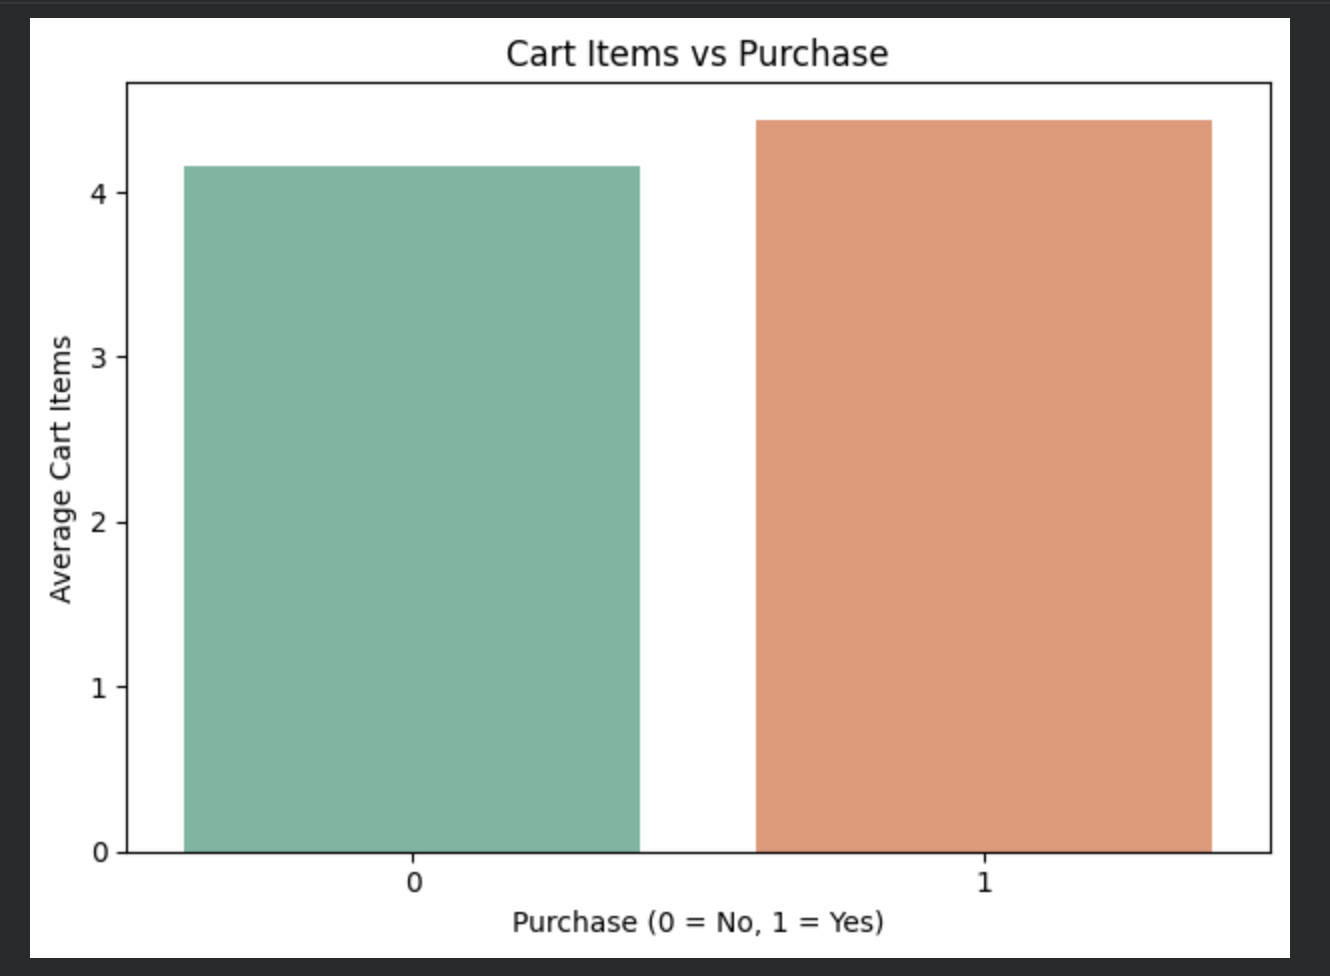 Cart Items vs Purchase
Average Cart Items
4
3
2
1
0
0
1
Purchase (0 = No, 1 = Yes)